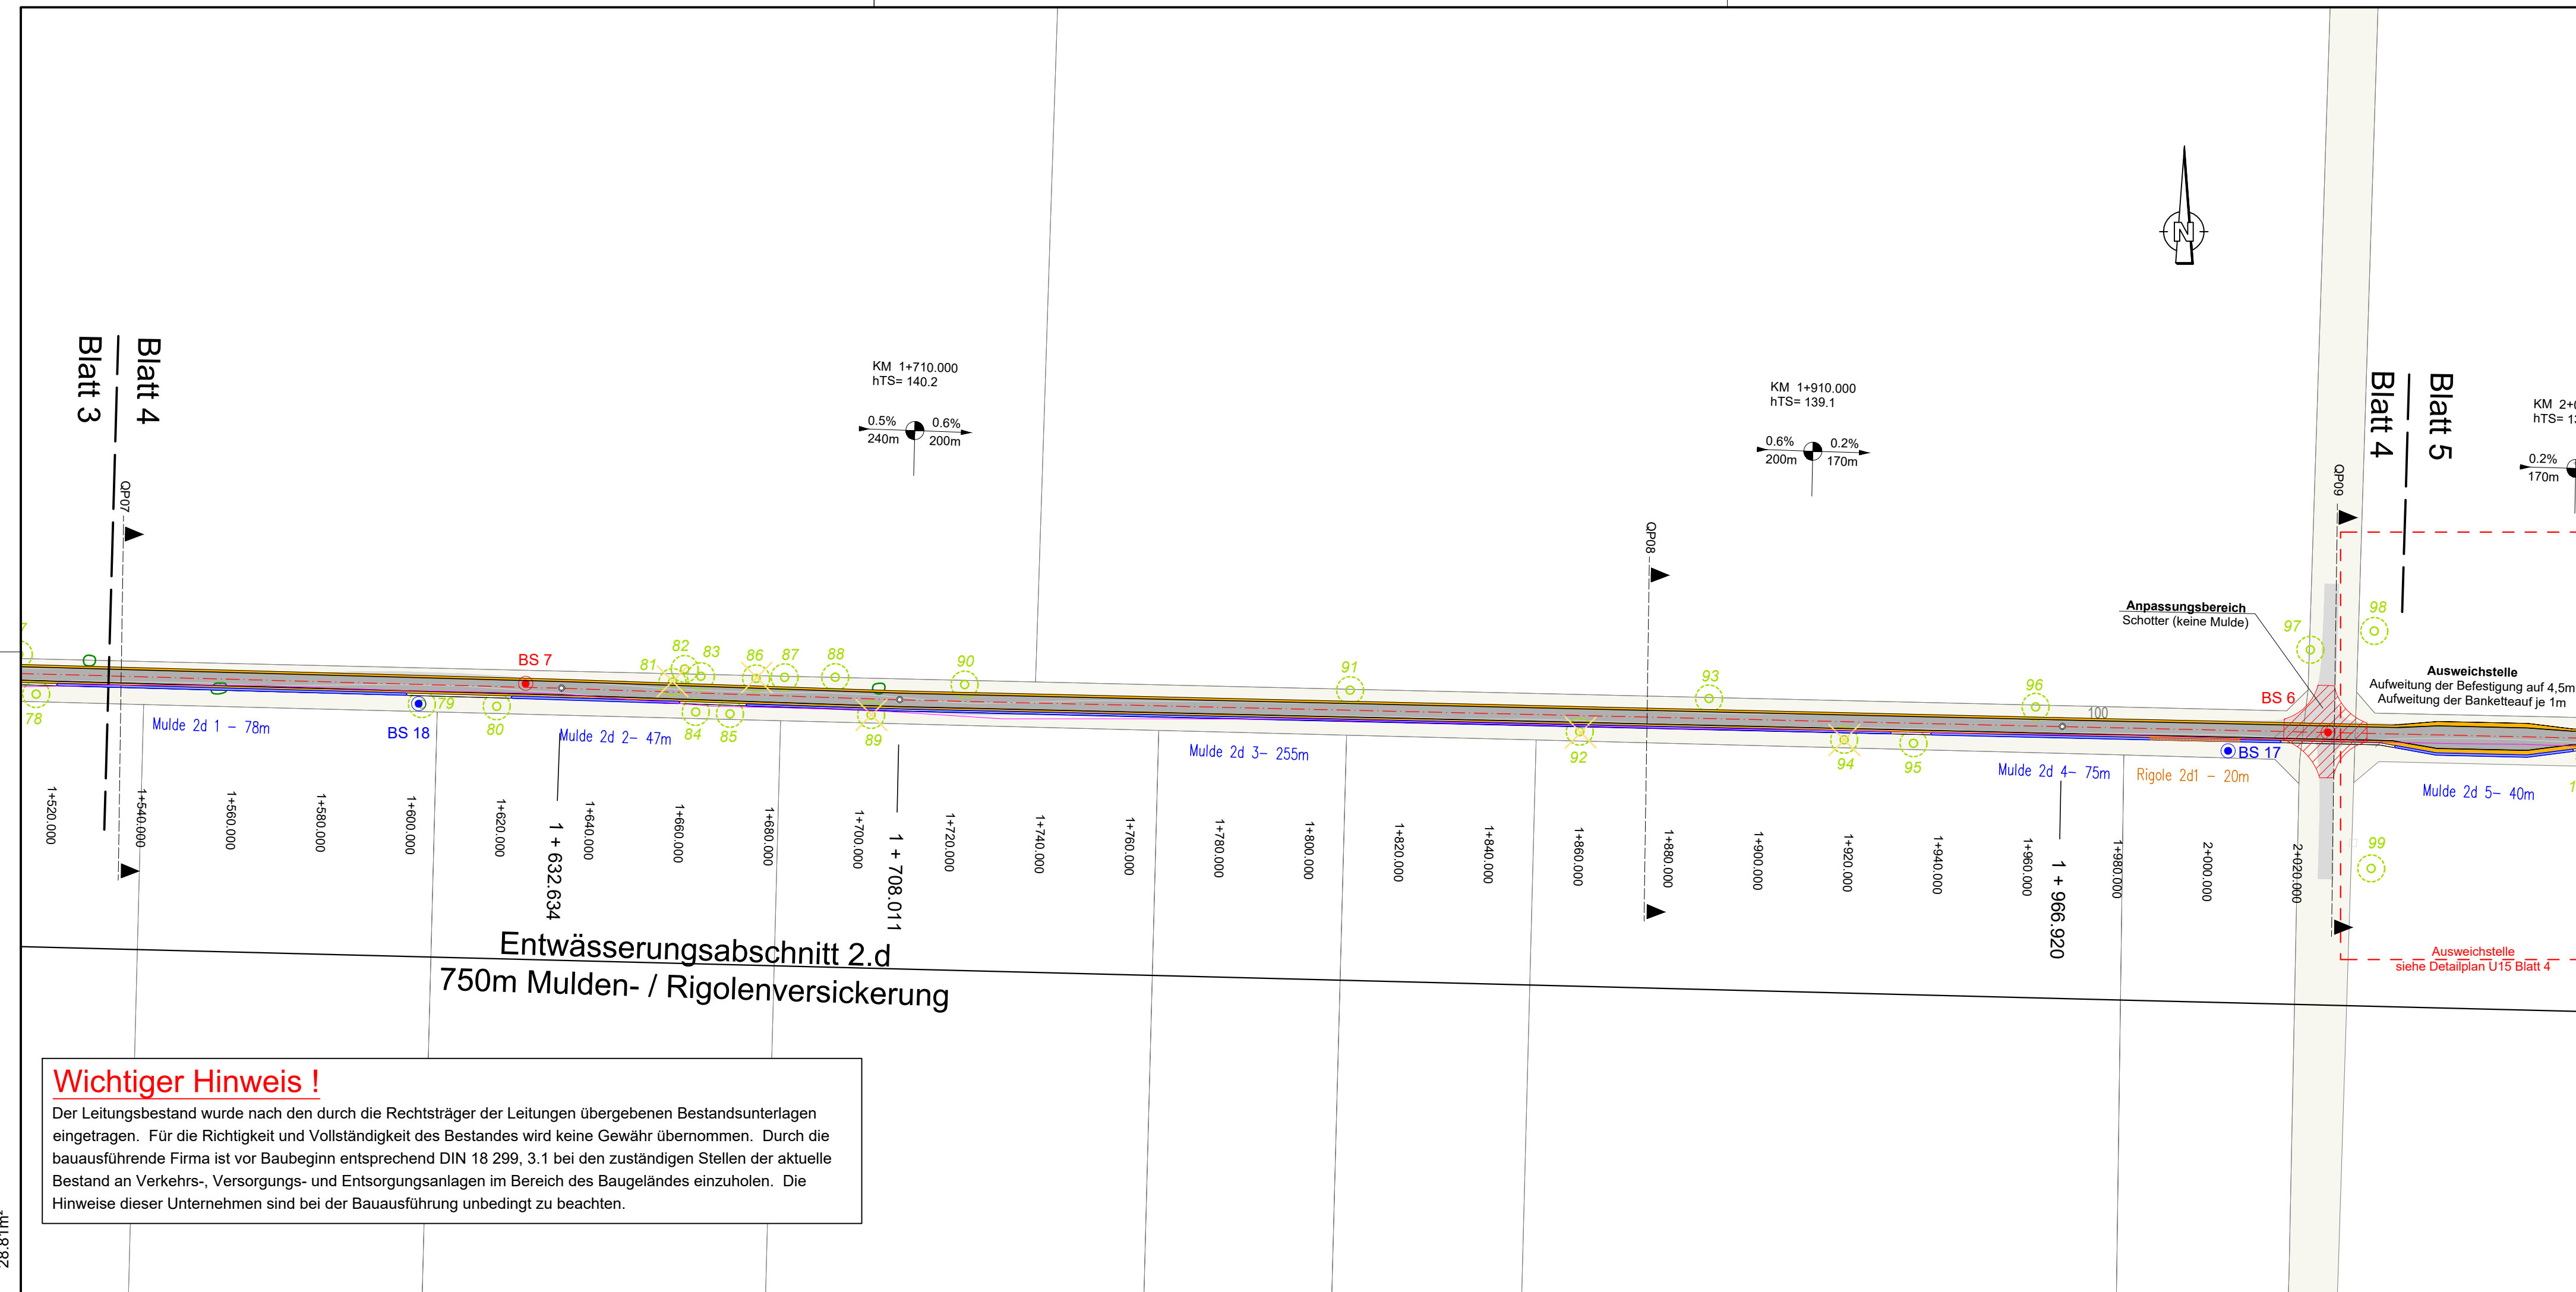 Blatt 3
Blatt 4
QP07
KM 1+710.000
hTS= 140.2
0.5% 0.6%
240m 200m
KM 1+910.000
hTS= 139.1
0.6% 0.2%
200m 170m
N
Blatt 4
Blatt 5
QP09
hTS=
0.2%
170m
QP08
Anpassungsbereich
Schotter (keine Mulde)
Ausweichstelle
Aufweitung der Befestigung auf 4,5m
Aufweitung der Banketteauf je 1m
78
BS 7
BS 18
79
80
81
82
83
84
85
86
87
88
89
90
91
92
93
94
95
96
100
97
98
99
BS 6
BS 17
Mulde 2d 1 – 78m
Mulde 2d 2– 47m
Mulde 2d 3– 255m
Mulde 2d 4– 75m
Rigole 2d1 – 20m
Mulde 2d 5– 40m
1+520.000
1+540.000
1+560.000
1+580.000
1+600.000
1+620.000
1 + 632.634
1+640.000
1+660.000
1+680.000
1+700.000
1 + 708.011
1+720.000
1+740.000
1+760.000
1+780.000
1+800.000
1+820.000
1+840.000
1+860.000
1+880.000
1+900.000
1+920.000
1+940.000
1+960.000
1 + 966.920
1+980.000
2+000.000
2+020.000
Ausweichstelle
siehe Detailplan U15 Blatt 4
Entwässerungsabschnitt 2.d
750m Mulden- / Rigolenversickerung
Wichtiger Hinweis !
Der Leitungsbestand wurde nach den durch die Rechtsträger der Leitungen übergebenen Bestandsunterlagen
eingetragen. Für die Richtigkeit und Vollständigkeit des Bestandes wird keine Gewähr übernommen. Durch die
bauausführende Firma ist vor Baubeginn entsprechend DIN 18 299, 3.1 bei den zuständigen Stellen der aktuelle
Bestand an Verkehrs-, Versorgungs- und Entsorgungsanlagen im Bereich des Baugeländes einzuholen. Die
Hinweise dieser Unternehmen sind bei der Bauausführung unbedingt zu beachten.